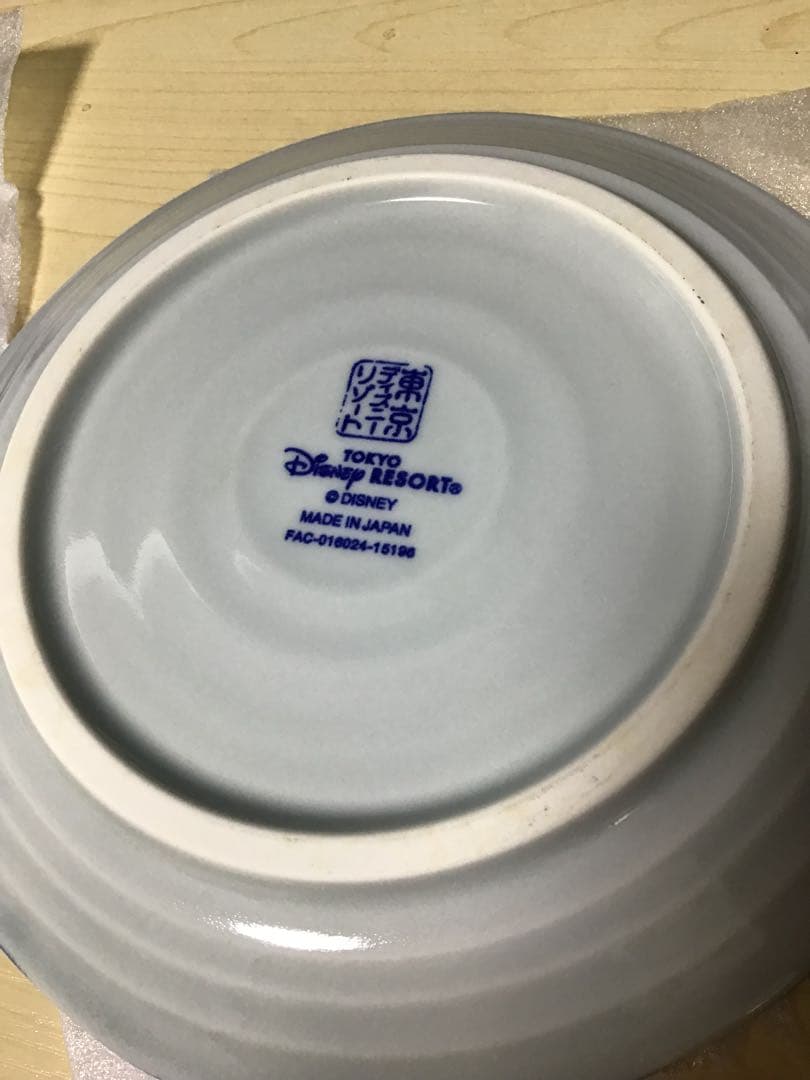 東京
ディズニー
リゾート
TOKYO
Disney RESORT®
© DISNEY
MADE IN JAPAN
FAC-016024-15196